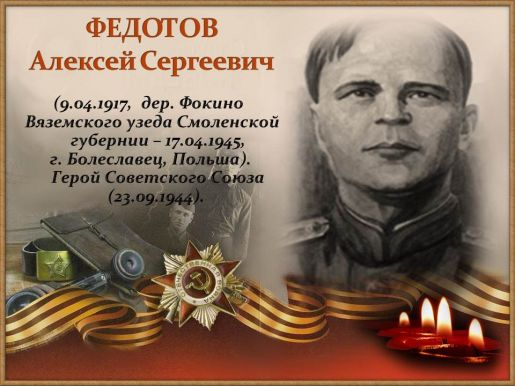 ФЕДОТОВ
Алексей Сергеевич
(9.04.1917, дер. Фокино
Вяземского узеда Смоленской
губернии – 17.04.1945,
г. Болеславец, Польша).
Герой Советского Союза
(23.09.1944).